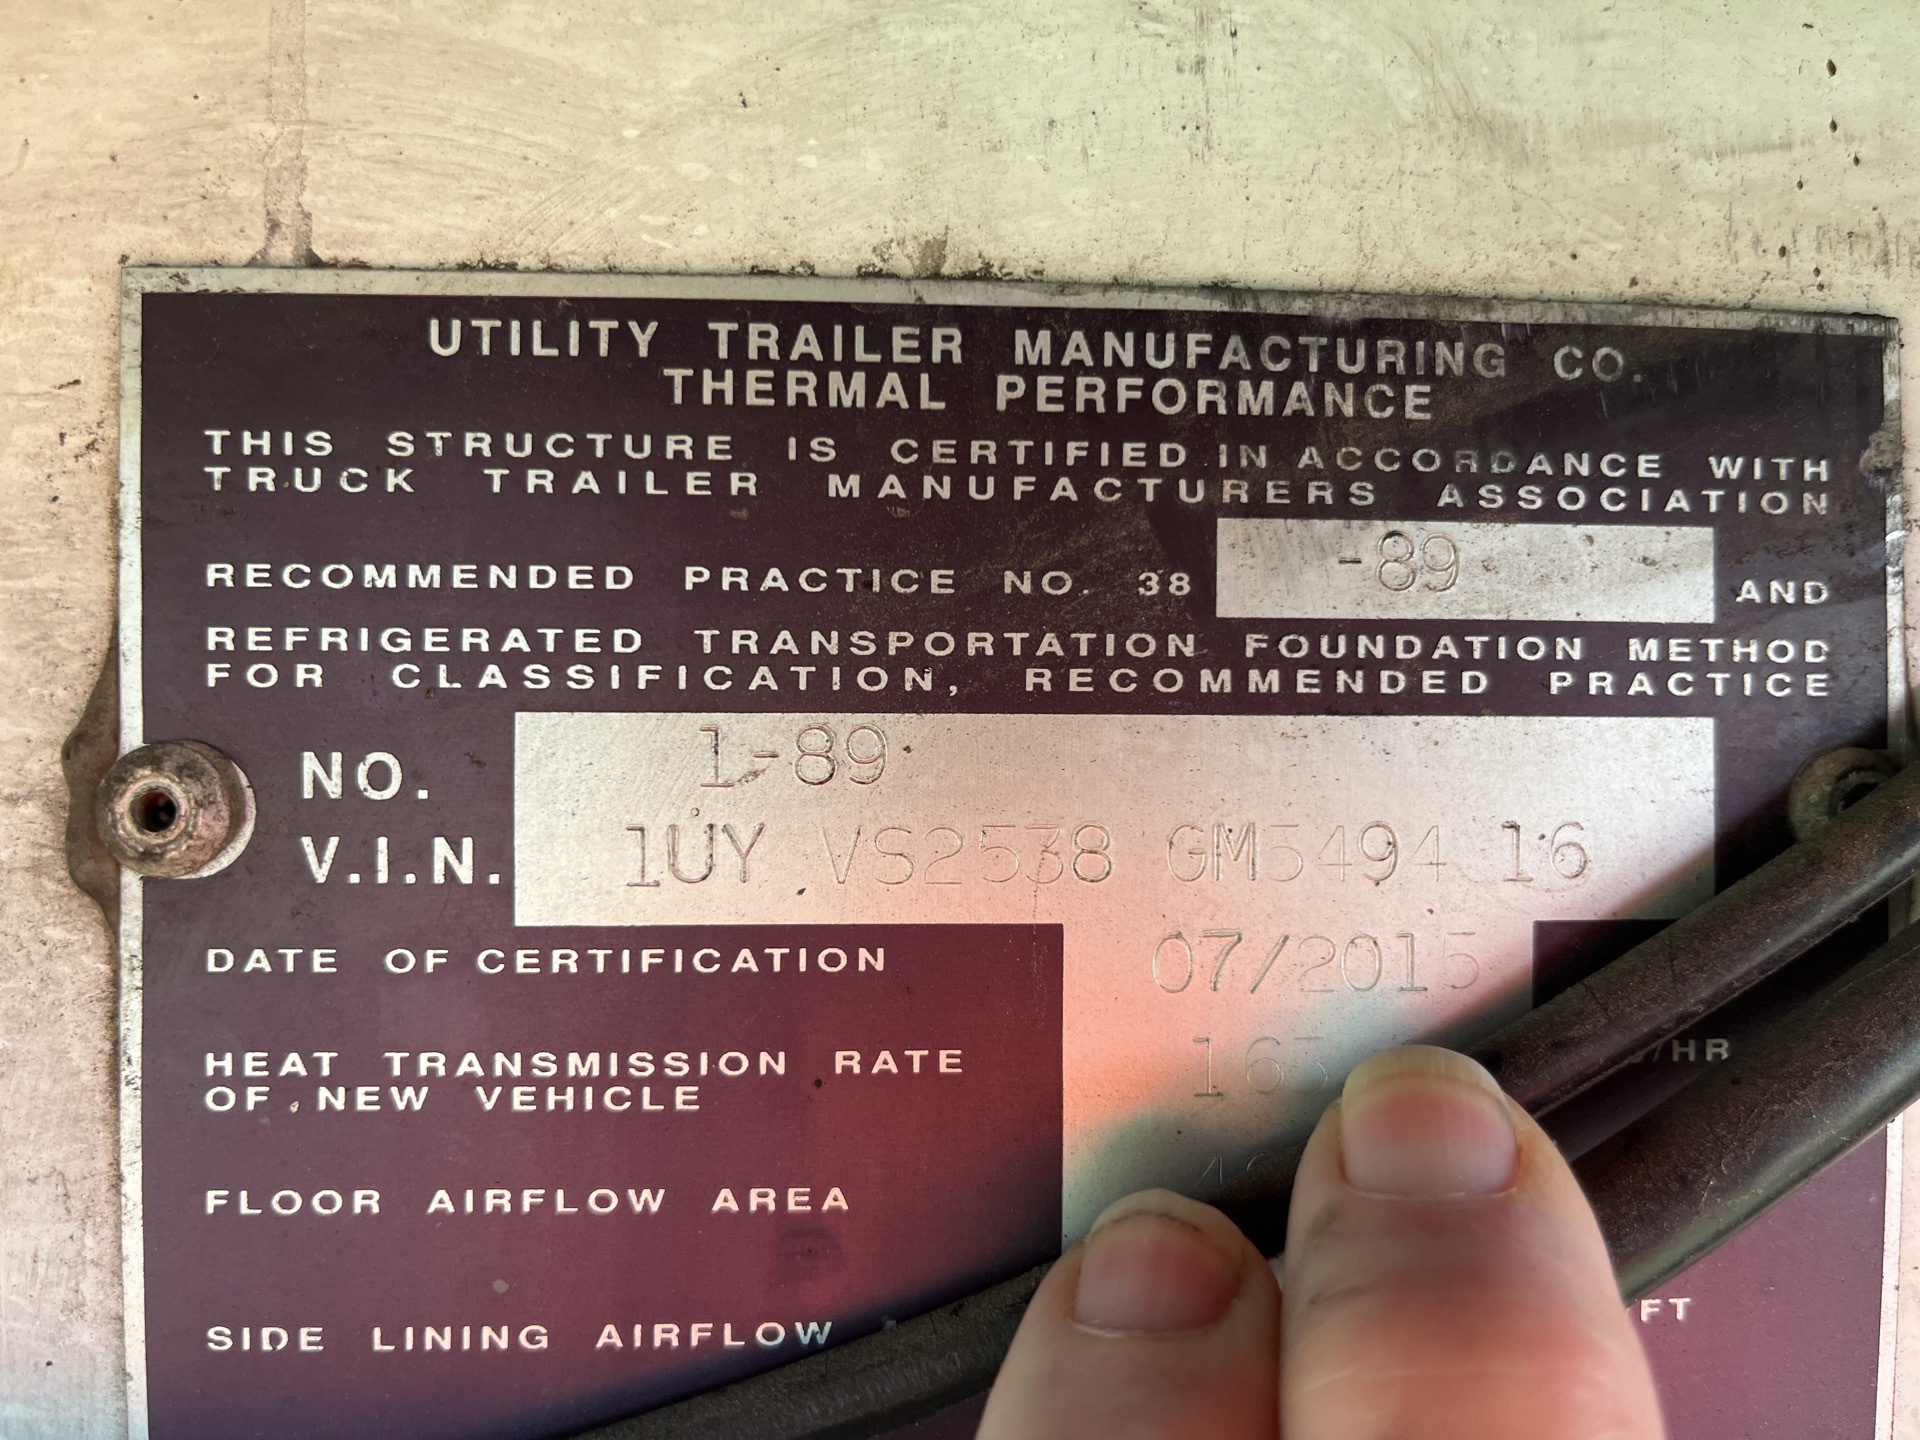 UTILITY TRAILER MANUFACTURING CO.
THERMAL PERFORMANCE
THIS STRUCTURE IS CERTIFIED IN ACCORDANCE WITH
TRUCK TRAILER MANUFACTURERS ASSOCIATION
RECOMMENDED PRACTICE NO. 38 -89 AND
REFRIGERATED TRANSPORTATION FOUNDATION METHOD
FOR CLASSIFICATION, RECOMMENDED PRACTICE
NO. 1-89
V.I.N. 1UY VS2538 GM5494 16
DATE OF CERTIFICATION 07/2015
HEAT TRANSMISSION RATE
OF NEW VEHICLE
FLOOR AIRFLOW AREA
SIDE LINING AIRFLOW